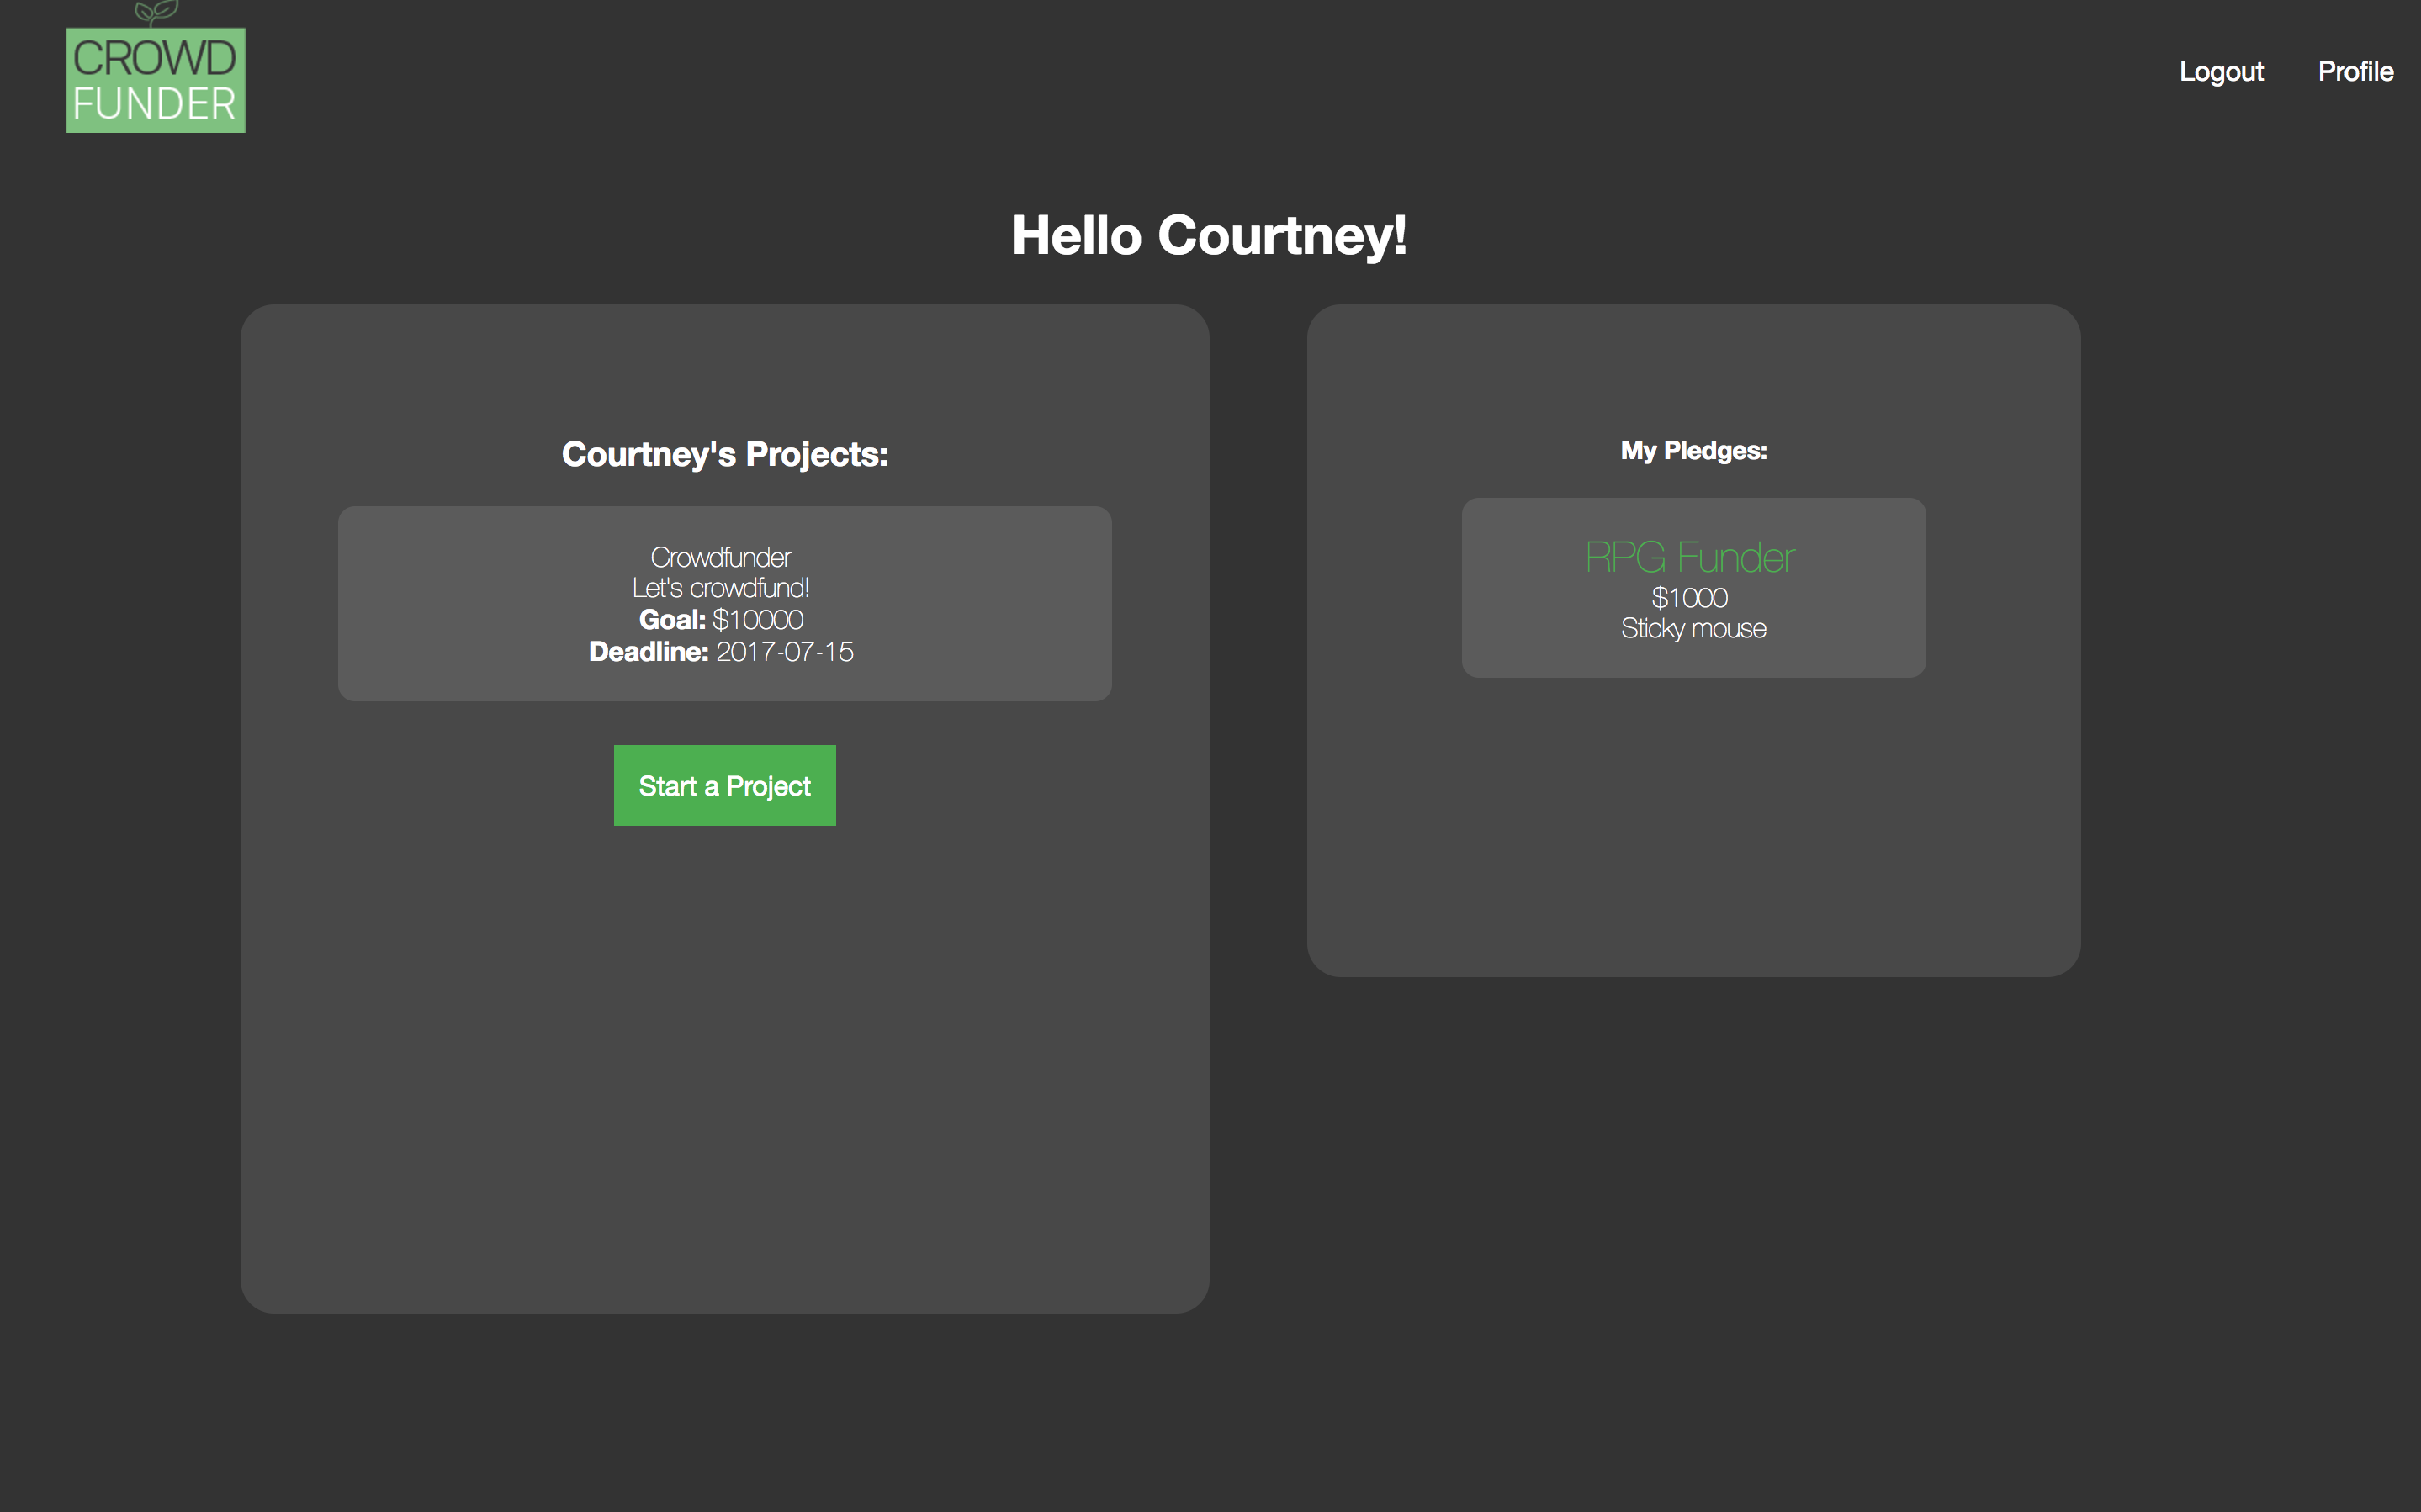 CROWD
FUNDER
Logout
Profile
Hello Courtney!
Courtney's Projects:
Crowdfunder
Let's crowdfund!
Goal: $10000
Deadline: 2017-07-15
Start a Project
My Pledges:
RPG Funder
$1000
Sticky mouse